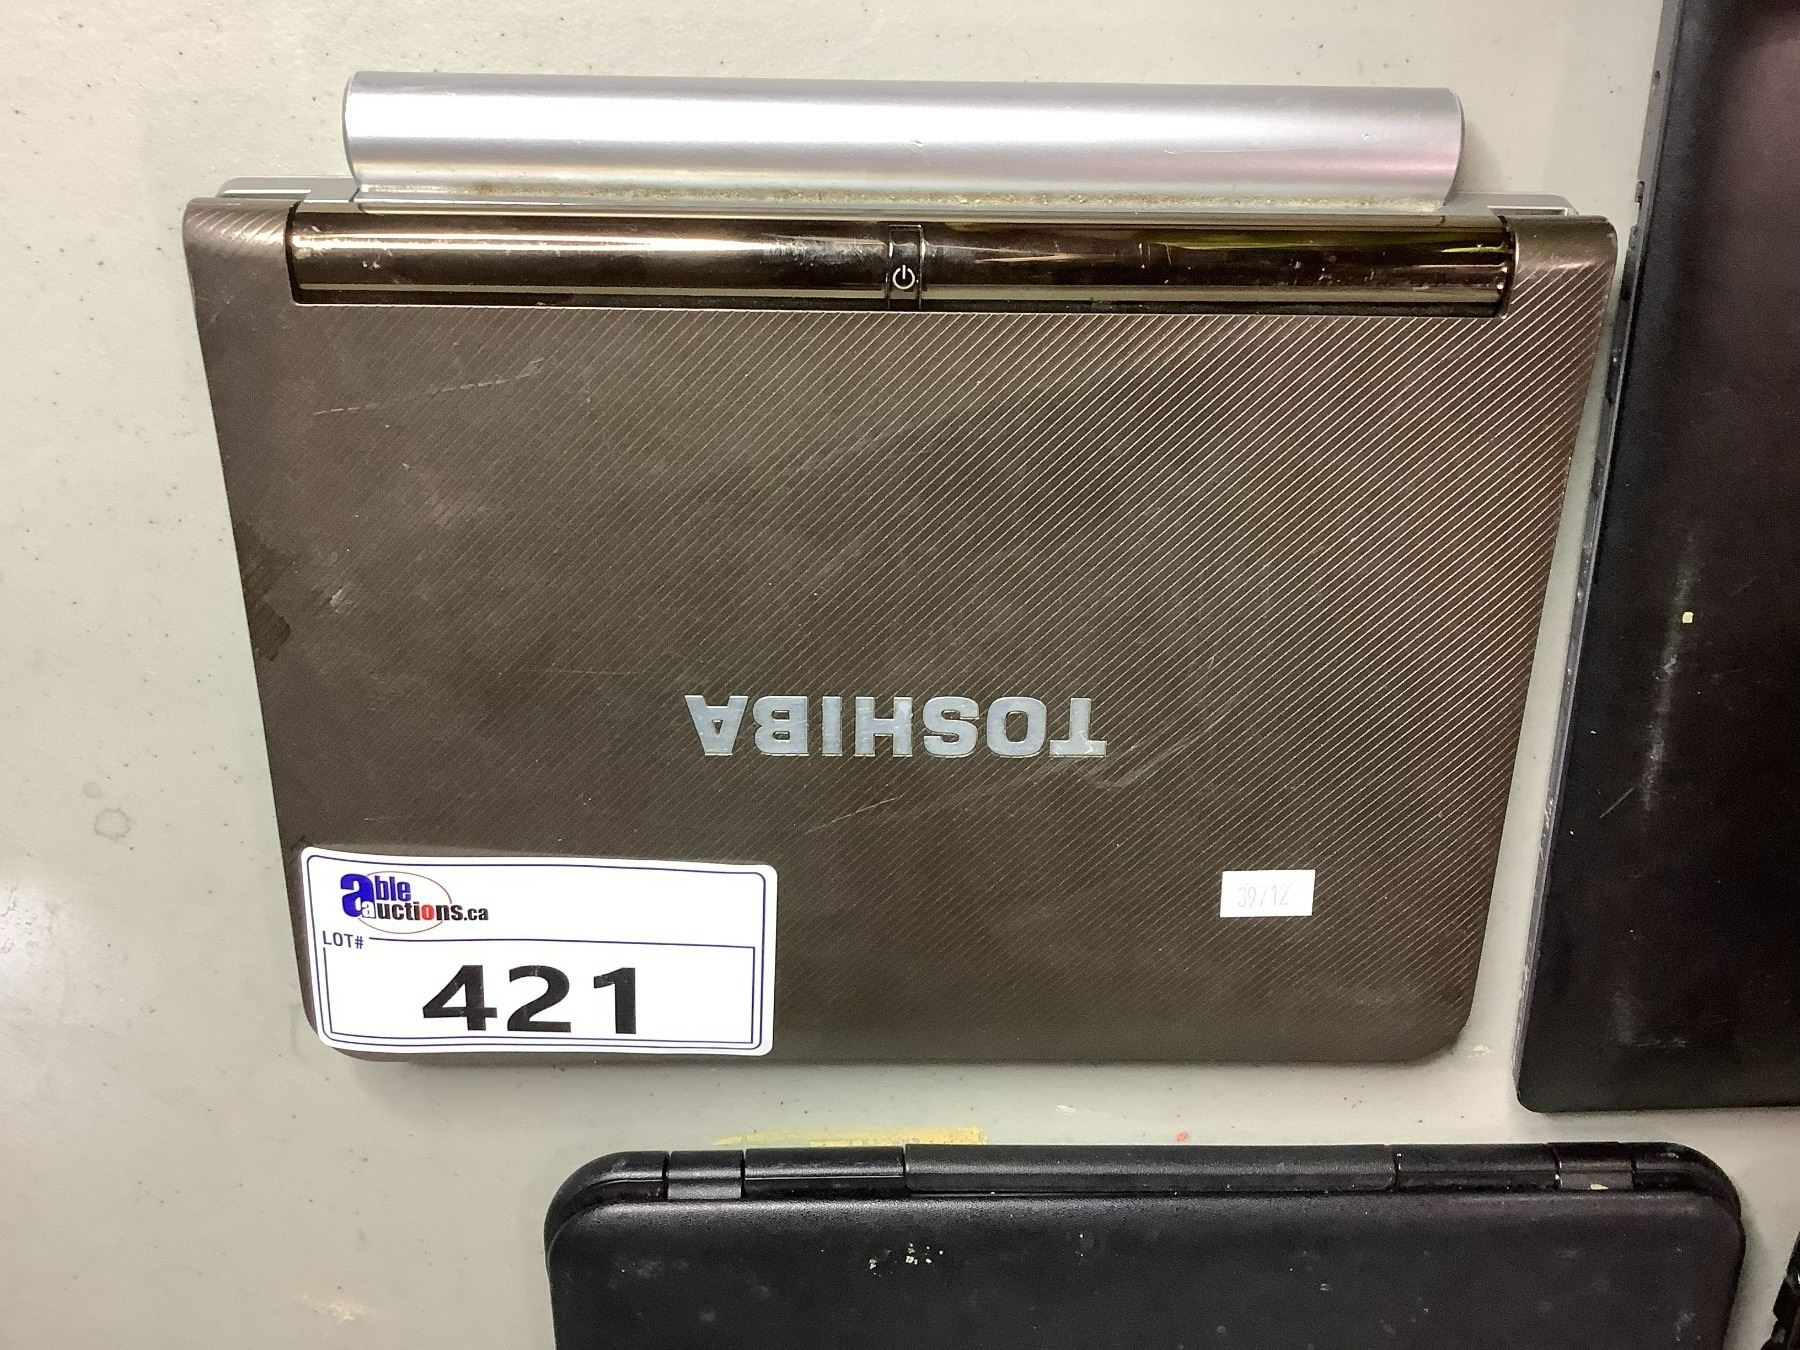 TOSHIBA
able
auctions.ca
LOT#
421
39712